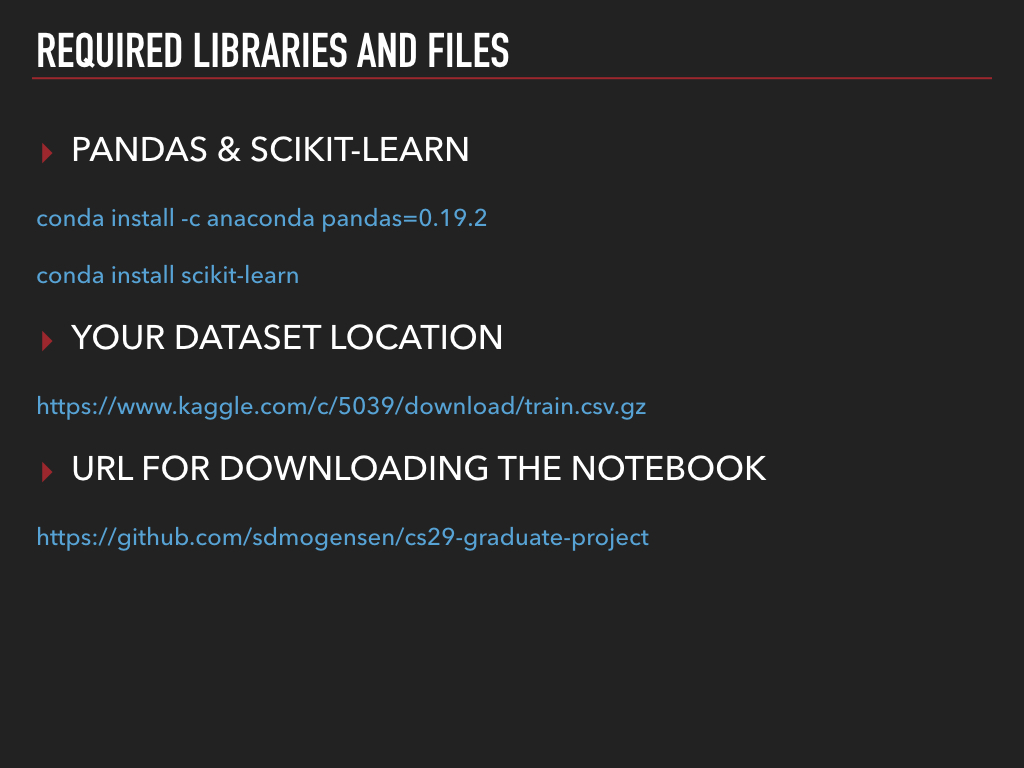 REQUIRED LIBRARIES AND FILES
PANDAS & SCIKIT-LEARN
conda install -c anaconda pandas=0.19.2
conda install scikit-learn
YOUR DATASET LOCATION
https://www.kaggle.com/c/5039/download/train.csv.gz
URL FOR DOWNLOADING THE NOTEBOOK
https://github.com/sdmogensen/cs29-graduate-project